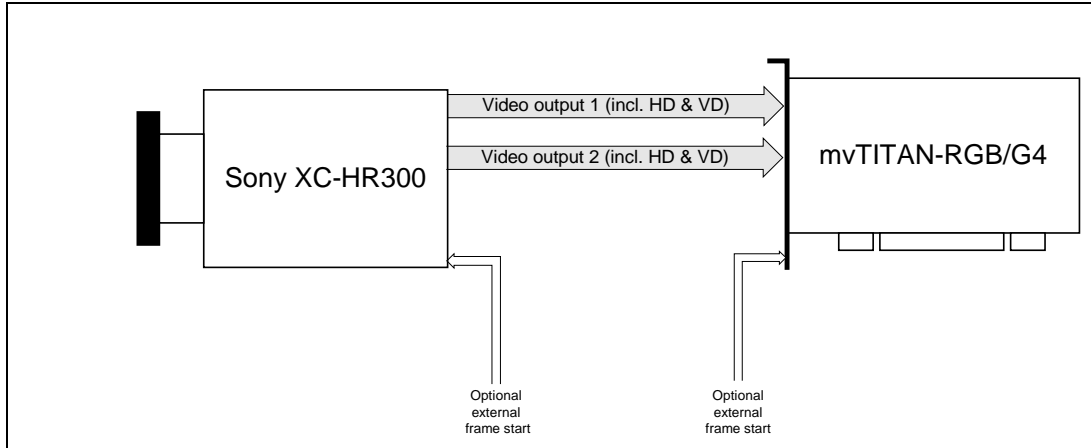 Video output 1 (incl. HD & VD)
Video output 2 (incl. HD & VD)
Sony XC-HR300
mvTITAN-RGB/G4
Optional
external
frame start
Optional
external
frame start